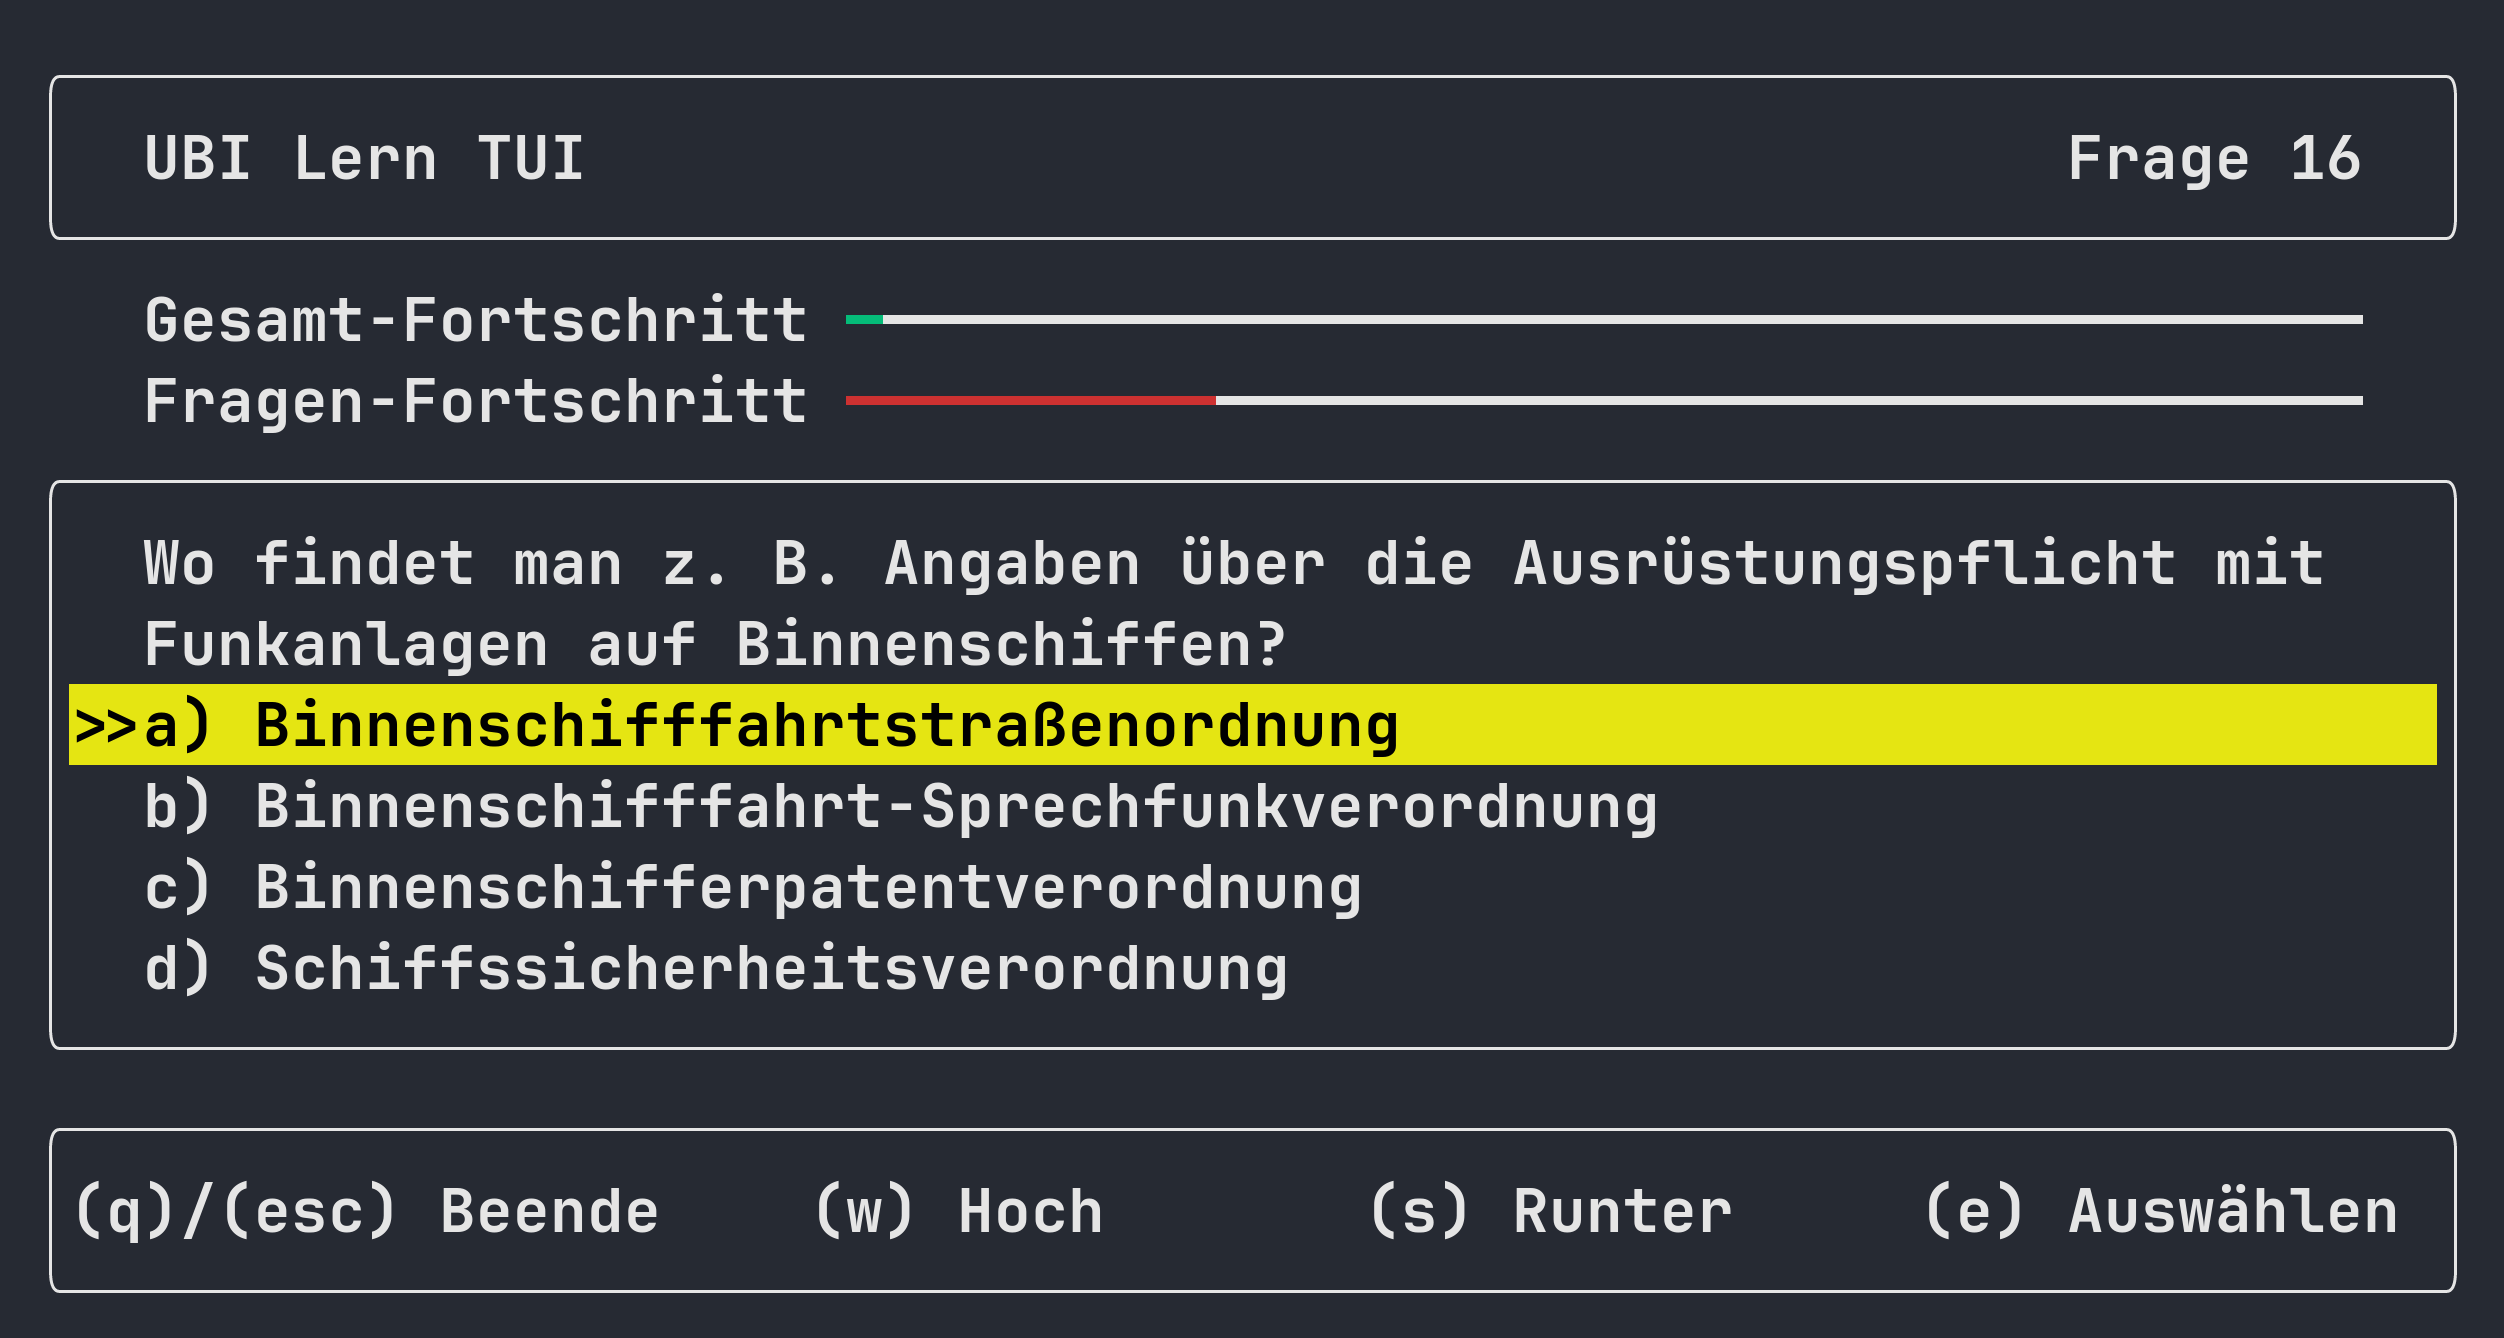 UBI Lern TUI Frage 16
Gesamt-Fortschritt
Fragen-Fortschritt
Wo findet man z. B. Angaben über die Ausrüstungspflicht mit
Funkanlagen auf Binnenschiffen?
>>a) Binnenschifffahrtstraßenordnung
b) Binnenschifffahrt-Sprechfunkverordnung
c) Binnenschifferpatentverordnung
d) Schiffssicherheitsverordnung
(q)/(esc) Beende (w) Hoch (s) Runter (e) Auswählen